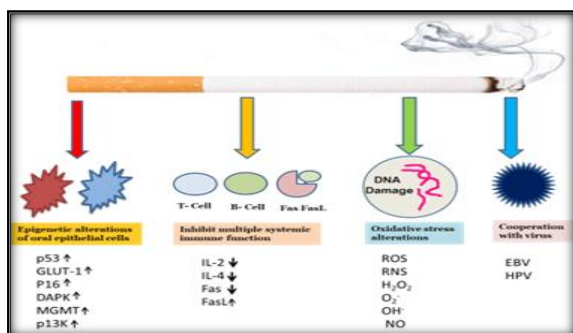 T- Cell
B- Cell
Fas FasL
DNA
Damage
Epigenetic alterations
of oral epithelial cells
p53↑
GLUT-1↑
P16↑
DAPK↑
MGMT↑
p13K↑
Inhibit multiple systemic
immune function
IL-2↓
IL-4↓
Fas↓
FasL↑
Oxidative stress
alterations
ROS
RNS
H₂O₂
O₂⁻
OH⁻
NO
Cooperation
with virus
EBV
HPV